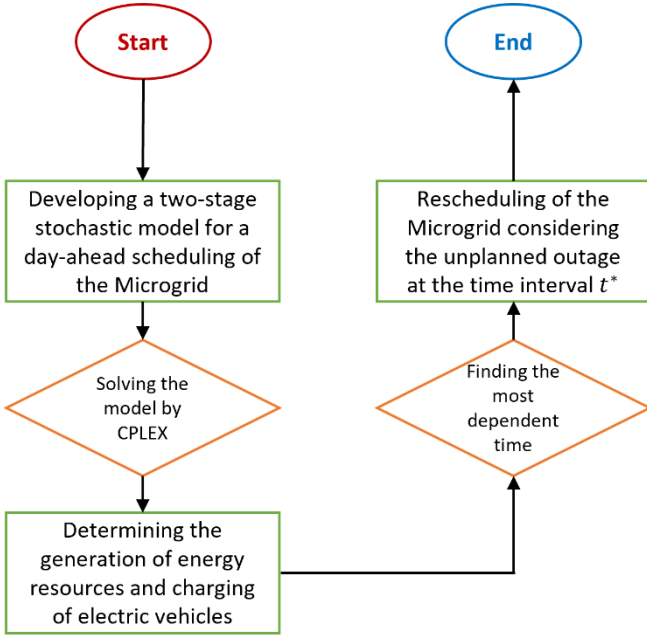 Start
Developing a two-stage
stochastic model for a
day-ahead scheduling of
the Microgrid
Solving the
model by
CPLEX
Determining the
generation of energy
resources and charging
of electric vehicles
Finding the
most
dependent
time
Rescheduling of the
Microgrid considering
the unplanned outage
at the time interval t*
End